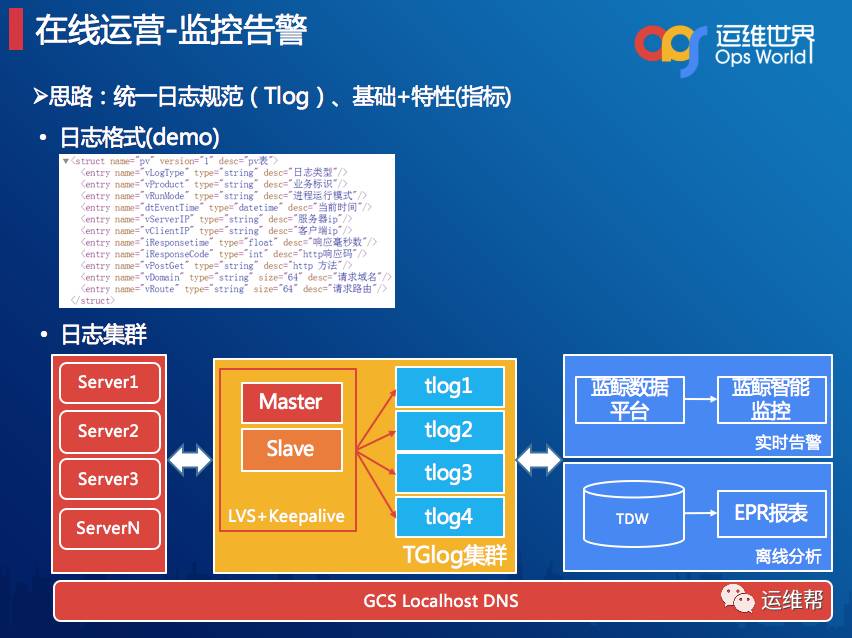 在线运营-监控告警
ops
运维世界
Ops World
➤思路：统一日志规范（Tlog）、基础+特性(指标)
• 日志格式(demo)
▼<struct name="pv" version="1" desc="pv表">
<entry name="vLogType" type="string" desc="日志类型"/>
<entry name="vProduct" type="string" desc="业务标识"/>
<entry name="vRunMode" type="string" desc="进程运行模式"/>
<entry name="dtEventTime" type="datetime" desc="当前时间"/>
<entry name="vServerIP" type="string" desc="服务器ip"/>
<entry name="vClientIP" type="string" desc="客户端ip"/>
<entry name="iResponsetime" type="float" desc="响应毫秒数"/>
<entry name="iResponseCode" type="int" desc="http响应码"/>
<entry name="vPostGet" type="string" desc="http 方法"/>
<entry name="vDomain" type="string" size="64" desc="请求域名"/>
<entry name="vRoute" type="string" size="64" desc="请求路由"/>
</struct>
• 日志集群
Server1
Server2
Server3
ServerN
Master
Slave
LVS+Keepalive
tlog1
tlog2
tlog3
tlog4
TGlog集群
蓝鲸数据
平台
蓝鲸智能
监控
实时告警
TDW
EPR报表
离线分析
GCS Localhost DNS
运维帮